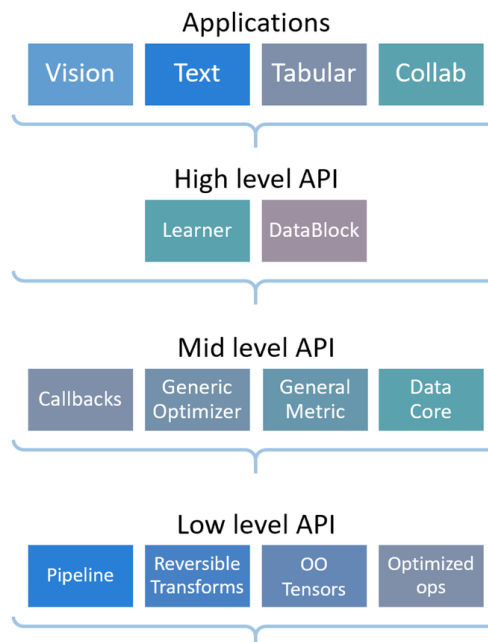 Applications
Vision Text Tabular Collab
High level API
Learner DataBlock
Mid level API
Callbacks Generic Optimizer General Metric Data Core
Low level API
Pipeline Reversible Transforms OO Tensors Optimized ops